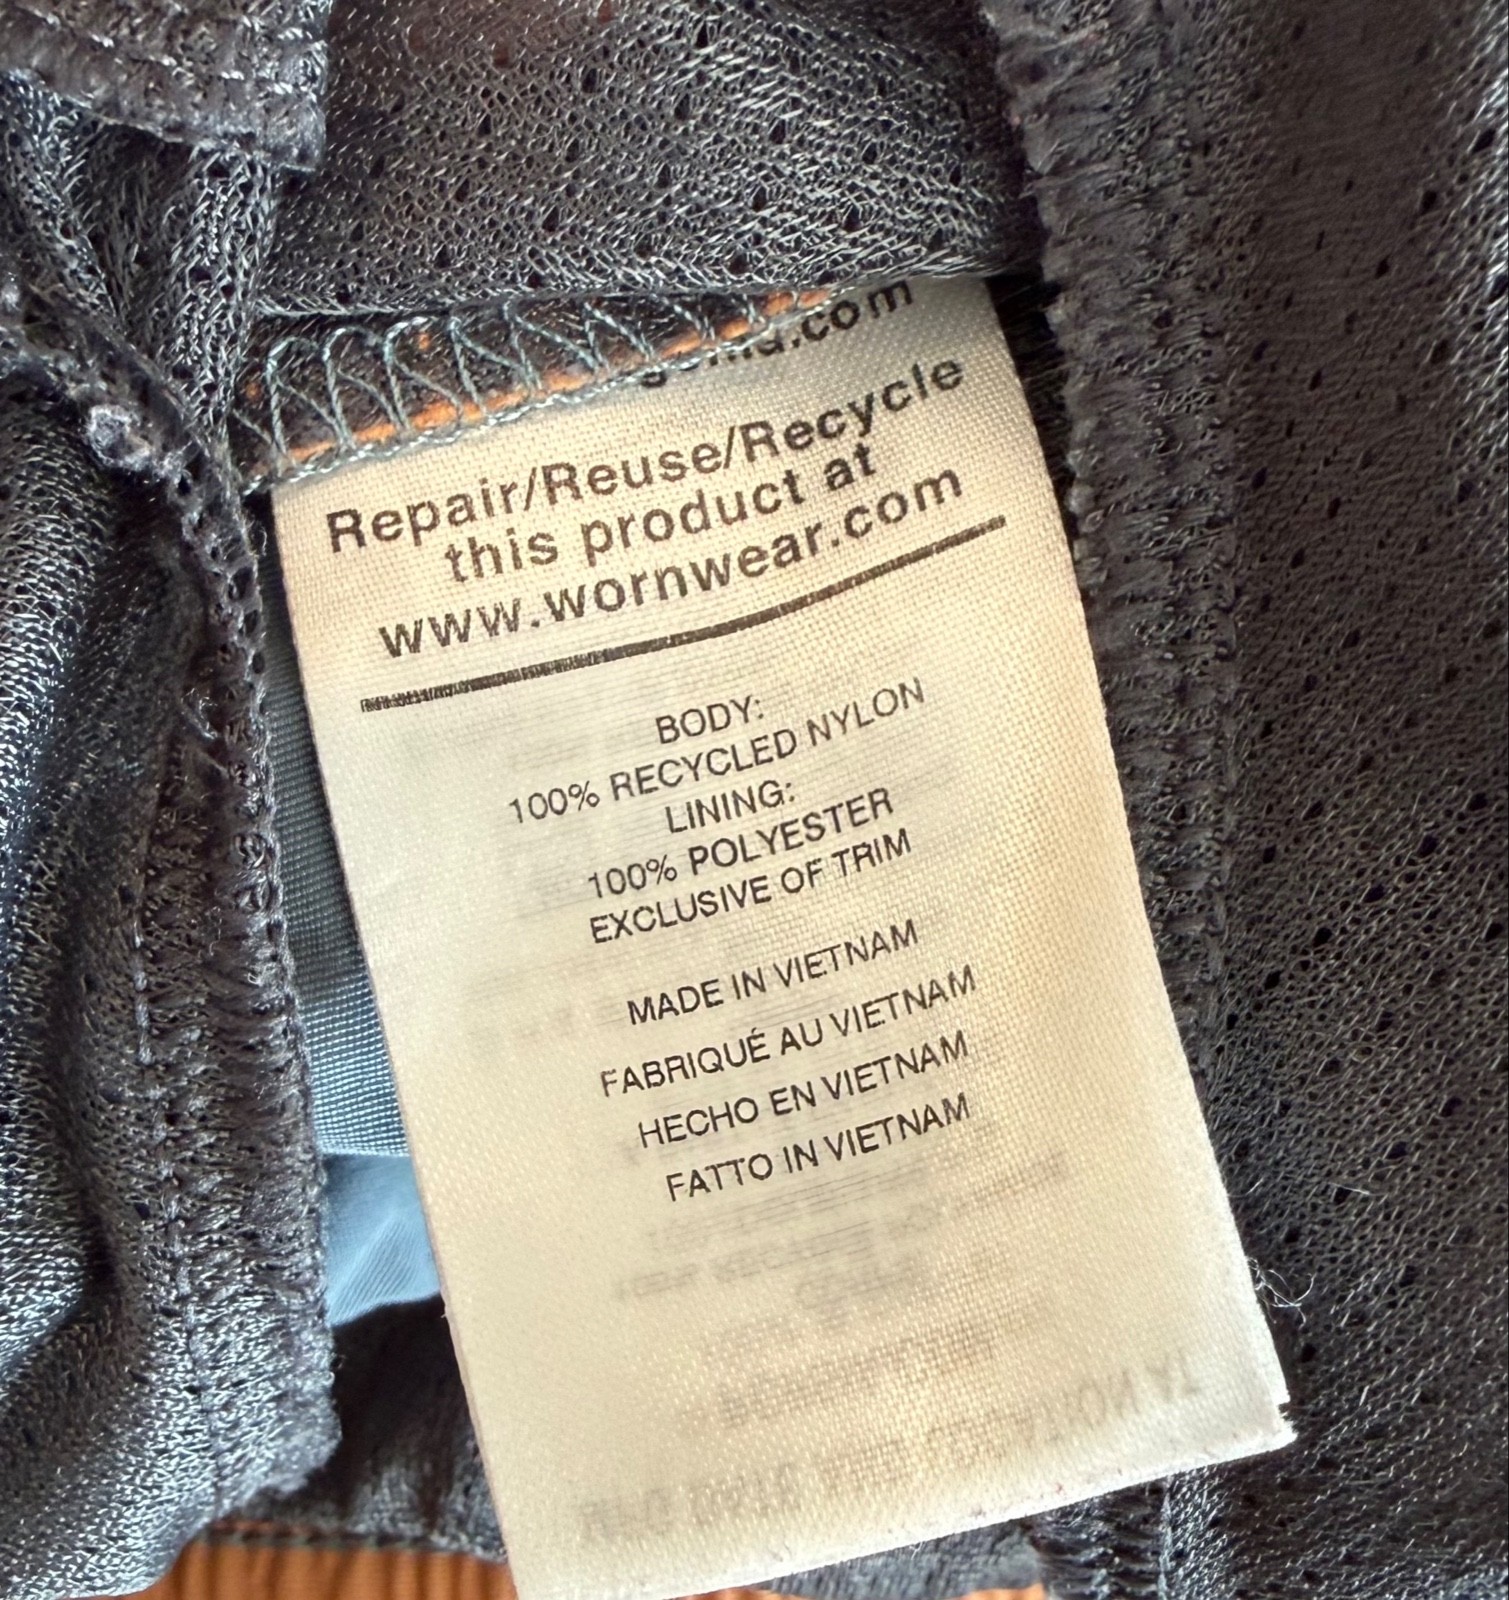 .com
Repair/Reuse/Recycle
this product at
www.wornwear.com
BODY:
100% RECYCLED NYLON
LINING:
100% POLYESTER
EXCLUSIVE OF TRIM
MADE IN VIETNAM
FABRIQUÉ AU VIETNAM
HECHO EN VIETNAM
FATTO IN VIETNAM